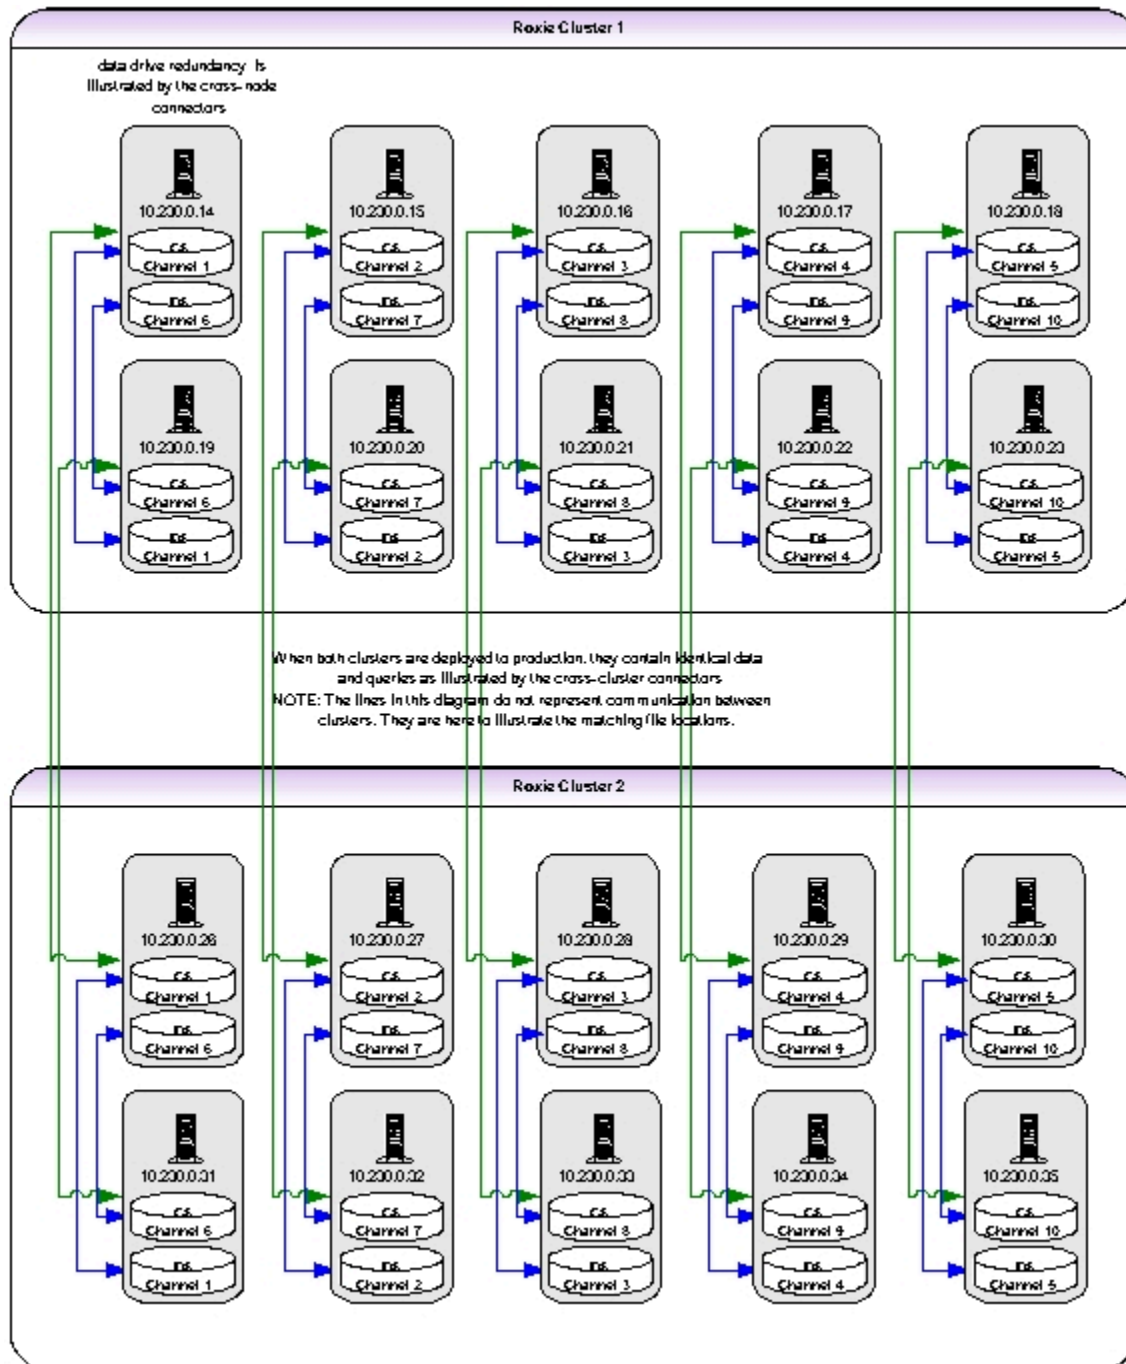 Roxie Cluster 1
data drive redundancy is
illustrated by the cross-node
connectors
10.230.0.14
10.230.0.15
10.230.0.16
10.230.0.17
10.230.0.18
C$
Channel 1
C$
Channel 2
C$
Channel 3
C$
Channel 4
C$
Channel 5
D$
Channel 6
D$
Channel 7
D$
Channel 8
D$
Channel 9
D$
Channel 10
10.230.0.19
10.230.0.20
10.230.0.21
10.230.0.22
10.230.0.23
C$
Channel 6
C$
Channel 7
C$
Channel 8
C$
Channel 9
C$
Channel 10
D$
Channel 1
D$
Channel 2
D$
Channel 3
D$
Channel 4
D$
Channel 5
When both clusters are deployed to production, they contain identical data
and queries as illustrated by the cross-cluster connectors
NOTE: The lines in this diagram do not represent communication between
clusters. They are here to illustrate the matching file locations.
Roxie Cluster 2
10.230.0.26
10.230.0.27
10.230.0.28
10.230.0.29
10.230.0.30
C$
Channel 1
C$
Channel 2
C$
Channel 3
C$
Channel 4
C$
Channel 5
D$
Channel 6
D$
Channel 7
D$
Channel 8
D$
Channel 9
D$
Channel 10
10.230.0.31
10.230.0.32
10.230.0.33
10.230.0.34
10.230.0.35
C$
Channel 6
C$
Channel 7
C$
Channel 8
C$
Channel 9
C$
Channel 10
D$
Channel 1
D$
Channel 2
D$
Channel 3
D$
Channel 4
D$
Channel 5